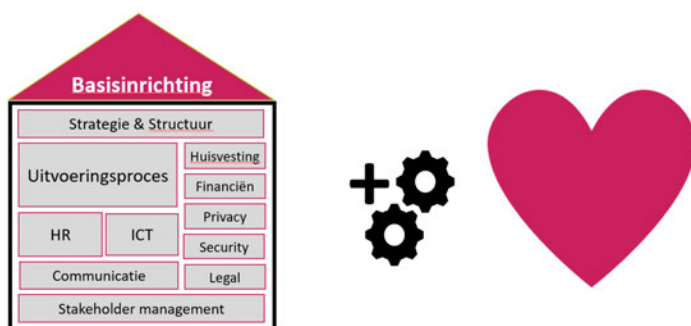 Basisinrichting
Strategie & Structuur
Uitvoeringsproces
Huisvesting
Financiën
Privacy
HR
ICT
Security
Communicatie
Legal
Stakeholder management